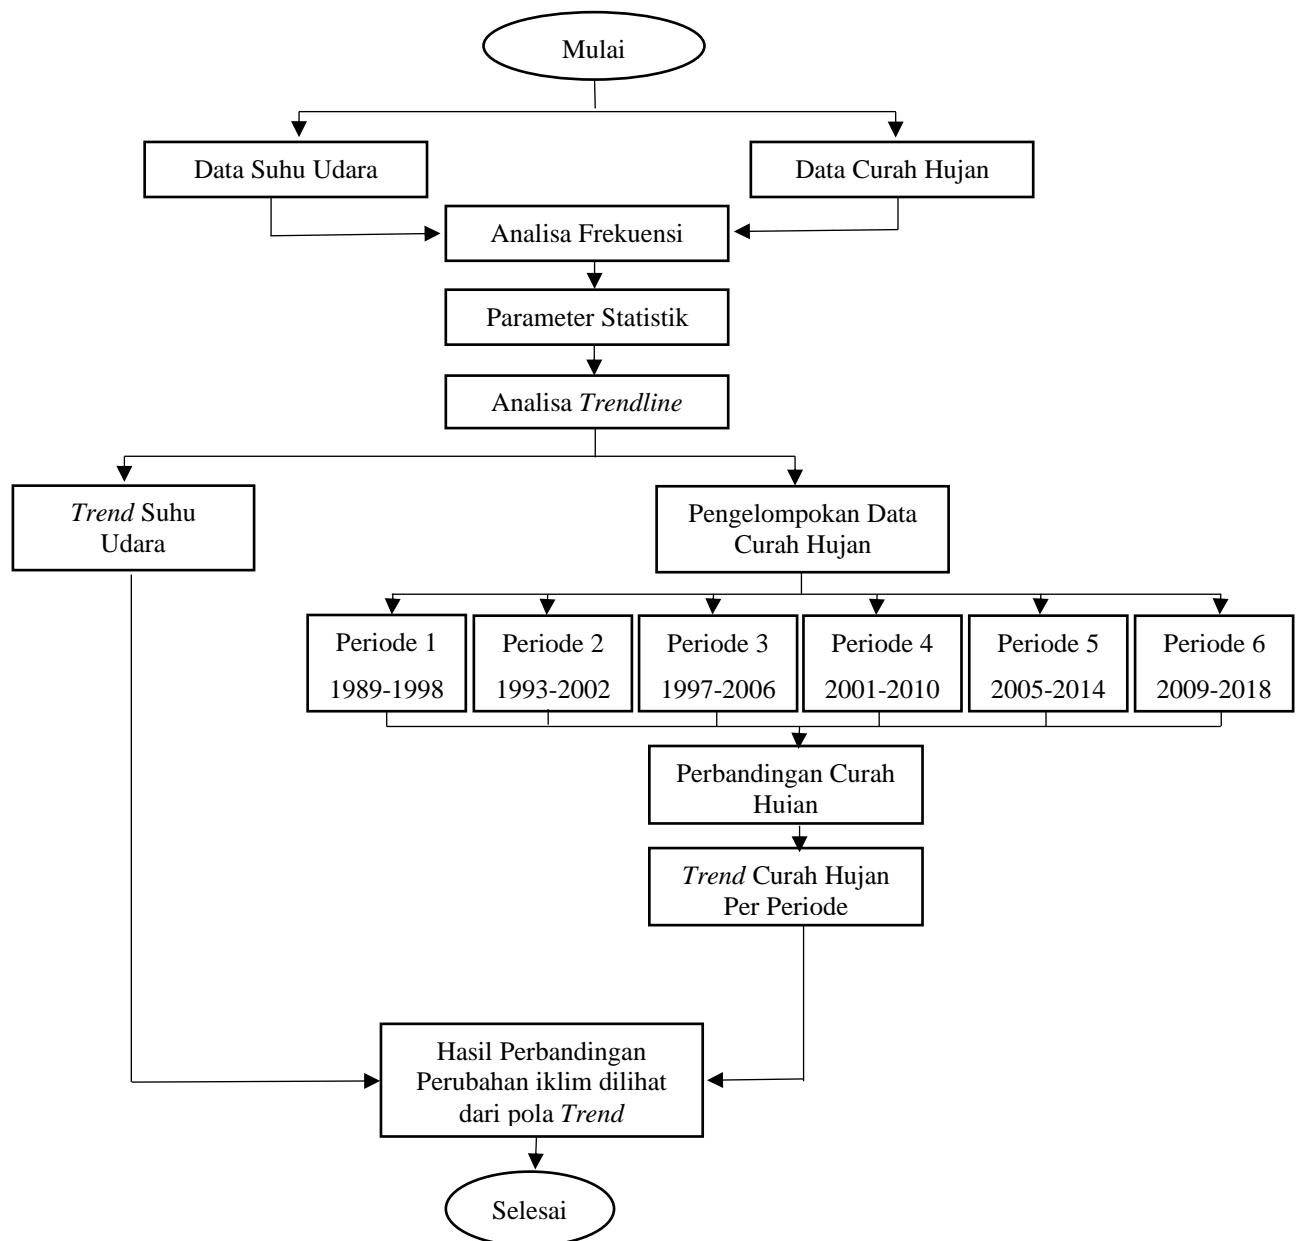 Mulai
Data Suhu Udara
Data Curah Hujan
Analisa Frekuensi
Parameter Statistik
Analisa Trendline
Trend Suhu
Udara
Pengelompokan Data
Curah Hujan
Periode 1
1989-1998
Periode 2
1993-2002
Periode 3
1997-2006
Periode 4
2001-2010
Periode 5
2005-2014
Periode 6
2009-2018
Perbandingan Curah
Hujan
Trend Curah Hujan
Per Periode
Hasil Perbandingan
Perubahan iklim dilihat
dari pola Trend
Selesai